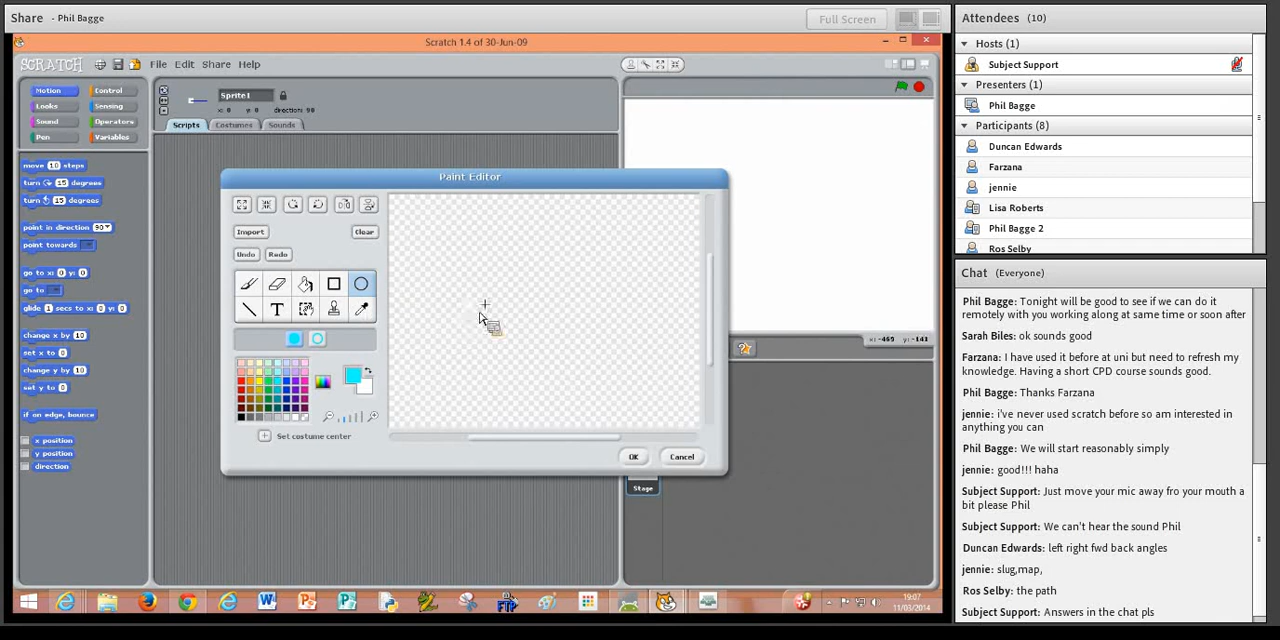 Share - Phil Bagge
Full Screen
Scratch 1.4 of 30-Jun-09
SCRATCH File Edit Share Help
Motion Control
Looks Sensing
Sound Operators
Pen Variables
Sprite1
x: 0 y: 0 direction: 90
Scripts Costumes Sounds
move 10 steps
turn 15 degrees
turn 15 degrees
point in direction 90
point towards
go to x: 0 y: 0
go to
glide 1 secs to x: 0 y: 0
change x by 10
set x to 0
change y by 10
set y to 0
if on edge, bounce
x position
y position
direction
Paint Editor
Import Clear
Undo Redo
T
Set costume center
OK Cancel
x: -469 y: -141
Stage
19:07
11/03/2014
Attendees (10)
Hosts (1)
Subject Support
Presenters (1)
Phil Bagge
Participants (8)
Duncan Edwards
Farzana
jennie
Lisa Roberts
Phil Bagge 2
Ros Selby
Chat (Everyone)
Phil Bagge: Tonight will be good to see if we can do it
remotely with you working along at same time or soon after
Sarah Biles: ok sounds good
Farzana: I have used it before at uni but need to refresh my
knowledge. Having a short CPD course sounds good.
Phil Bagge: Thanks Farzana
jennie: i've never used scratch before so am interested in
anything you can
Phil Bagge: We will start reasonably simply
jennie: good!!! haha
Subject Support: Just move your mic away fro your mouth a
bit please Phil
Subject Support: We can't hear the sound Phil
Duncan Edwards: left right fwd back angles
jennie: slug,map,
Ros Selby: the path
Subject Support: Answers in the chat pls